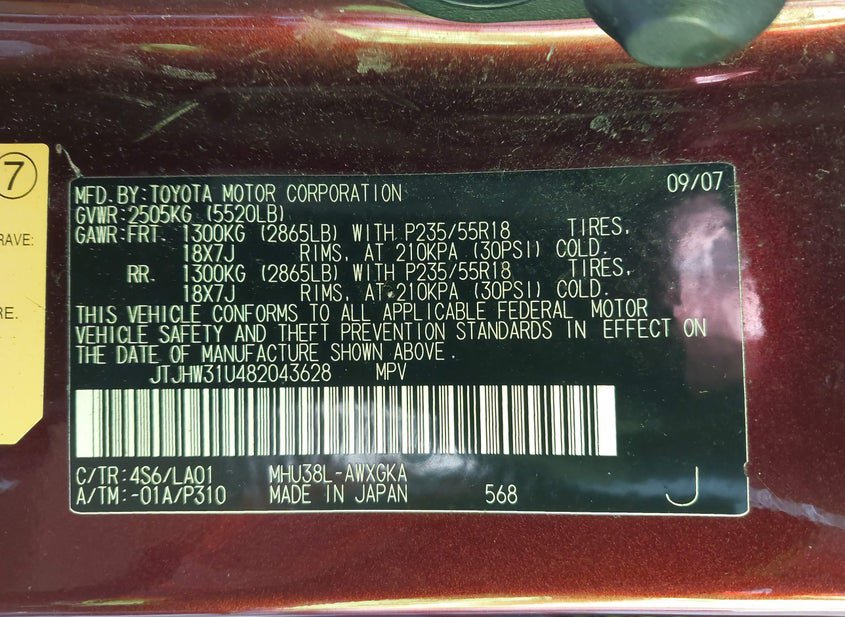 7
RAVE:
RE.
MFD.BY:TOYOTA MOTOR CORPORATION 09/07
GVWR:2505KG (5520LB)
GAWR:FRT. 1300KG (2865LB) WITH P235/55R18 TIRES,
18X7J RIMS, AT 210KPA (30PSI) COLD.
RR. 1300KG (2865LB) WITH P235/55R18 TIRES,
18X7J RIMS, AT 210KPA (30PSI) COLD.
THIS VEHICLE CONFORMS TO ALL APPLICABLE FEDERAL MOTOR
VEHICLE SAFETY AND THEFT PREVENTION STANDARDS IN EFFECT ON
THE DATE OF MANUFACTURE SHOWN ABOVE.
JTJHW31U482043628 MPV
C/TR:4S6/LA01 MHU38L-AWXGKA
A/TM:-01A/P310 MADE IN JAPAN 568 J